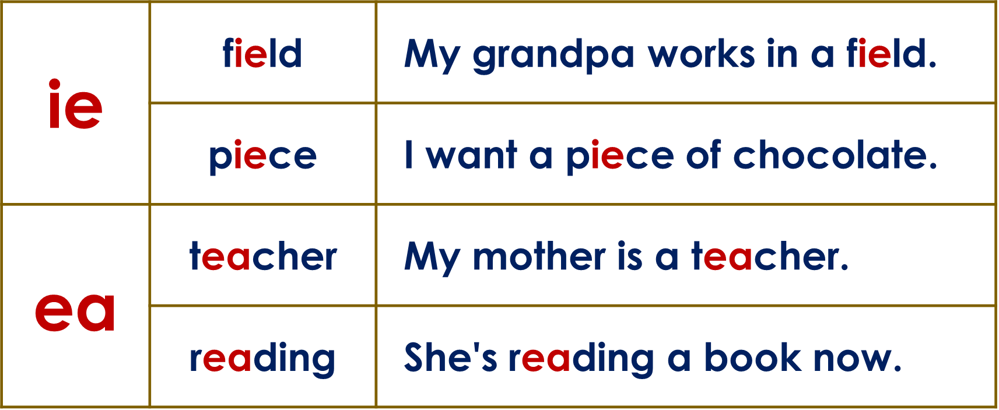 ie
field
My grandpa works in a field.
piece
I want a piece of chocolate.
ea
teacher
My mother is a teacher.
reading
She's reading a book now.